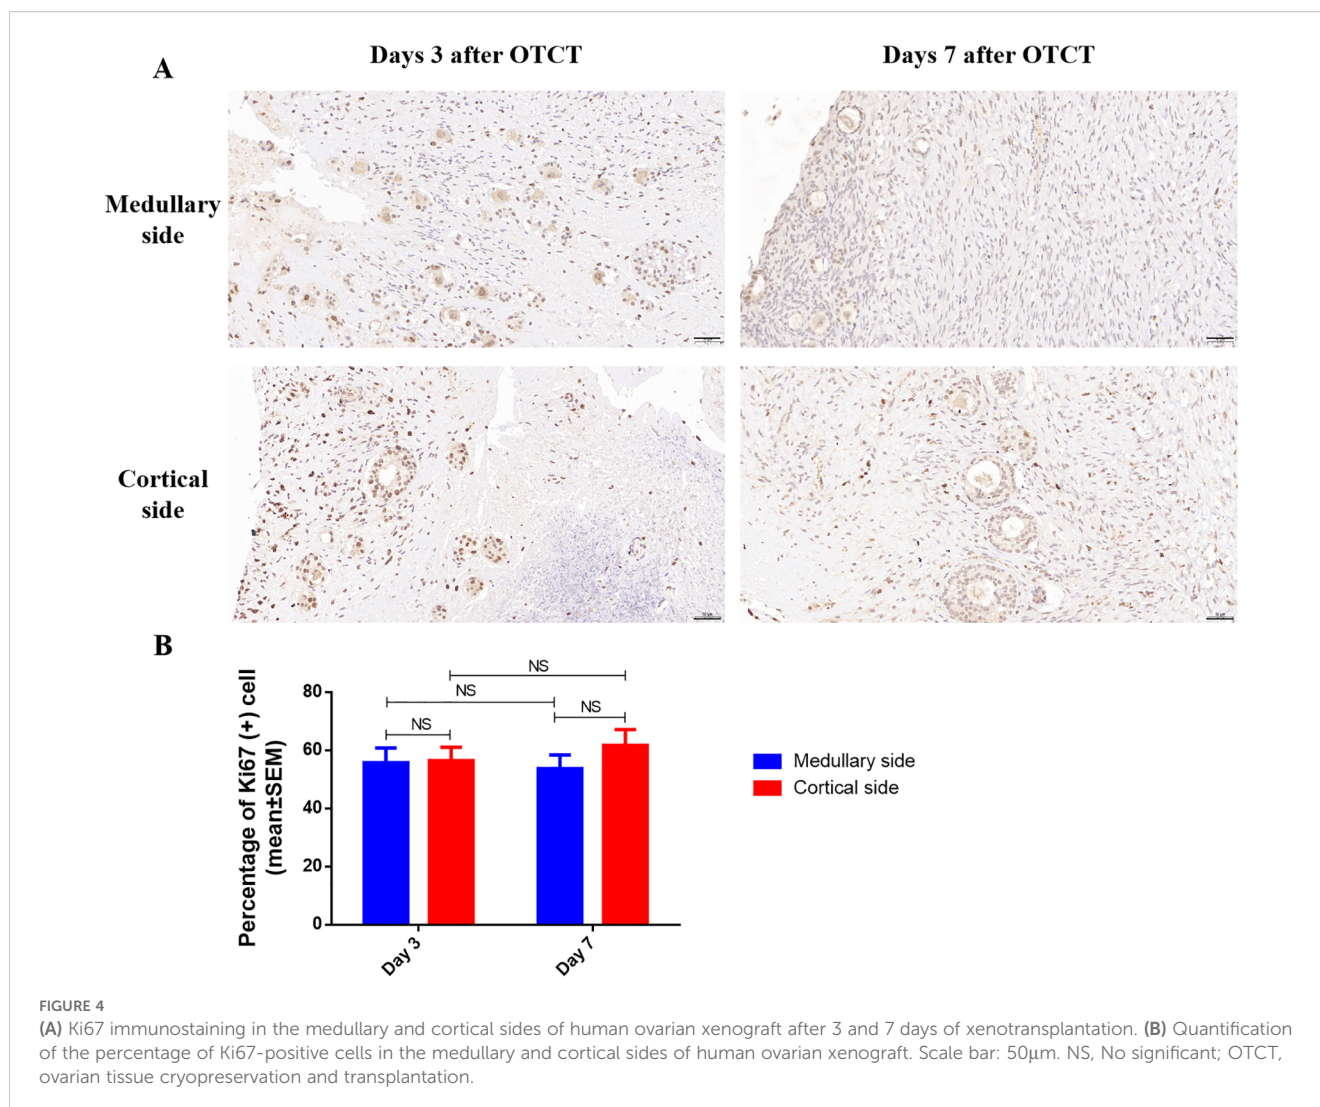 Days 3 after OTCT
Days 7 after OTCT
A
Medullary
side
Cortical
side
B
Percentage of Ki67 (+) cell
(mean±SEM)
80
60
40
20
0
NS
NS
NS
NS
Day 3
Day 7
Medullary side
Cortical side
FIGURE 4
(A) Ki67 immunostaining in the medullary and cortical sides of human ovarian xenograft after 3 and 7 days of xenotransplantation. (B) Quantification
of the percentage of Ki67-positive cells in the medullary and cortical sides of human ovarian xenograft. Scale bar: 50μm. NS, No significant; OTCT,
ovarian tissue cryopreservation and transplantation.